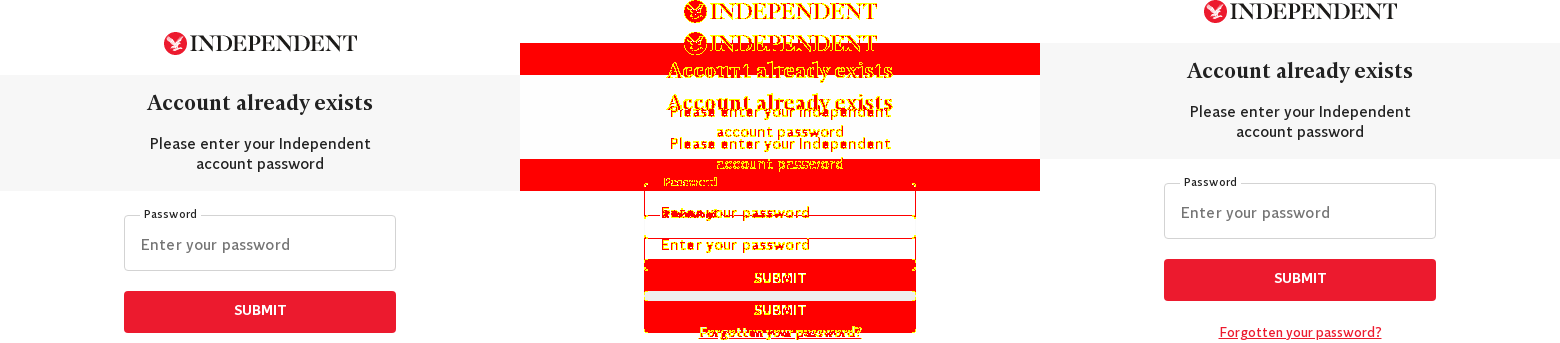 INDEPENDENT
Account already exists
Please enter your Independent
account password
Password
Enter your password
SUBMIT
INDEPENDENT
INDEPENDENT
Account already exists
Account already exists
Please enter your Independent
account password
Please enter your Independent
account password
Password
Enter your password
Enter your password
SUBMIT
SUBMIT
Forgotten your password?
INDEPENDENT
Account already exists
Please enter your Independent
account password
Password
Enter your password
SUBMIT
Forgotten your password?